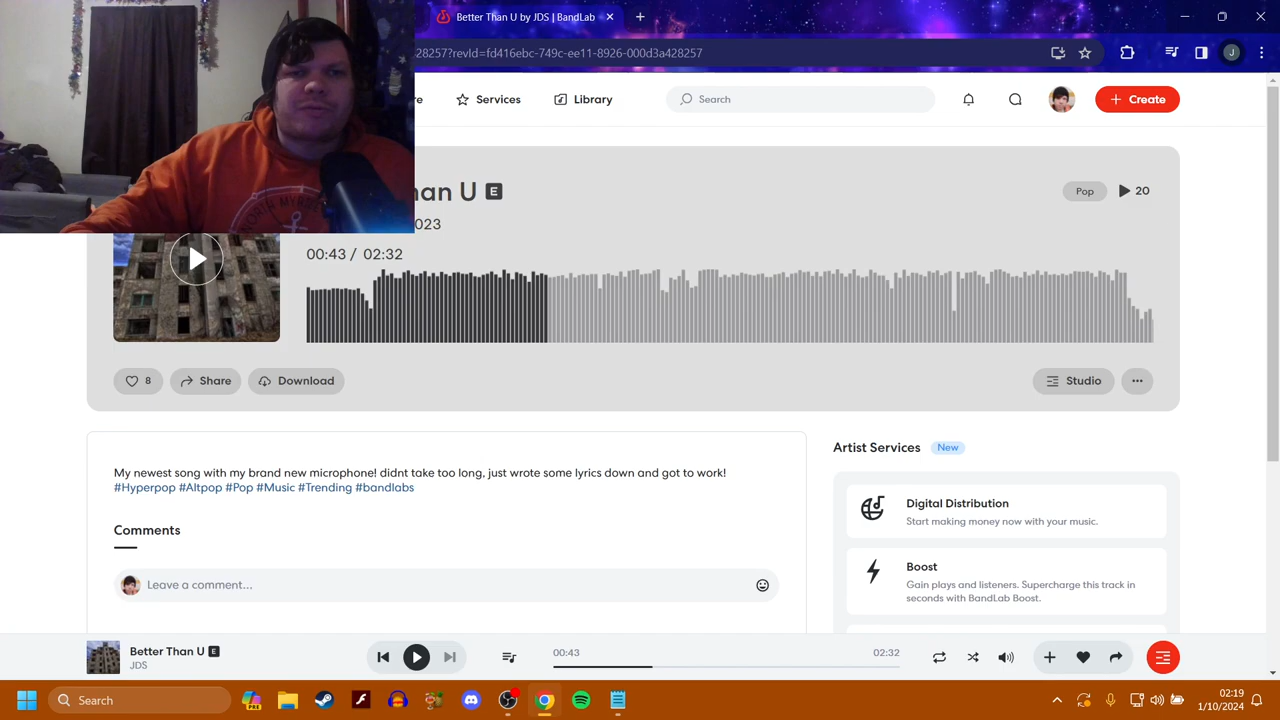 Better Than U by JDS | BandLab
28257?revId=fd416ebc-749c-ee11-8926-000d3a428257
J
re
Services
Library
Search
Create
han U E
023
Pop
20
00:43 / 02:32
8
Share
Download
Studio
My newest song with my brand new microphone! didnt take too long, just wrote some lyrics down and got to work!
#Hyperpop #Altpop #Pop #Music #Trending #bandlabs
Comments
Leave a comment...
Artist Services
New
Digital Distribution
Start making money now with your music.
Boost
Gain plays and listeners. Supercharge this track in
seconds with BandLab Boost.
Better Than U E
JDS
00:43
02:32
Search
PRE
02:19
1/10/2024